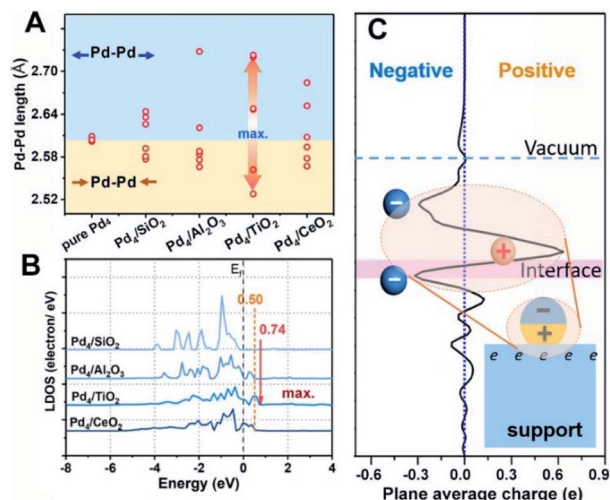 A
Pd-Pd length (Å)
2.70
2.64
2.58
2.52
Pd-Pd
Pd-Pd
max.
pure Pd₄
Pd₄/SiO₂
Pd₄/Al₂O₃
Pd₄/TiO₂
Pd₄/CeO₂
B
LDOS (electron/ eV)
E_f
0.50
0.74
max.
Pd₄/SiO₂
Pd₄/Al₂O₃
Pd₄/TiO₂
Pd₄/CeO₂
-8 -6 -4 -2 0 2 4
Energy (eV)
C
Negative Positive
Vacuum
−
+
Interface
−
−
+
e e e e e
support
-0.6 -0.3 0.0 0.3 0.6 0.9
Plane average charge (e)